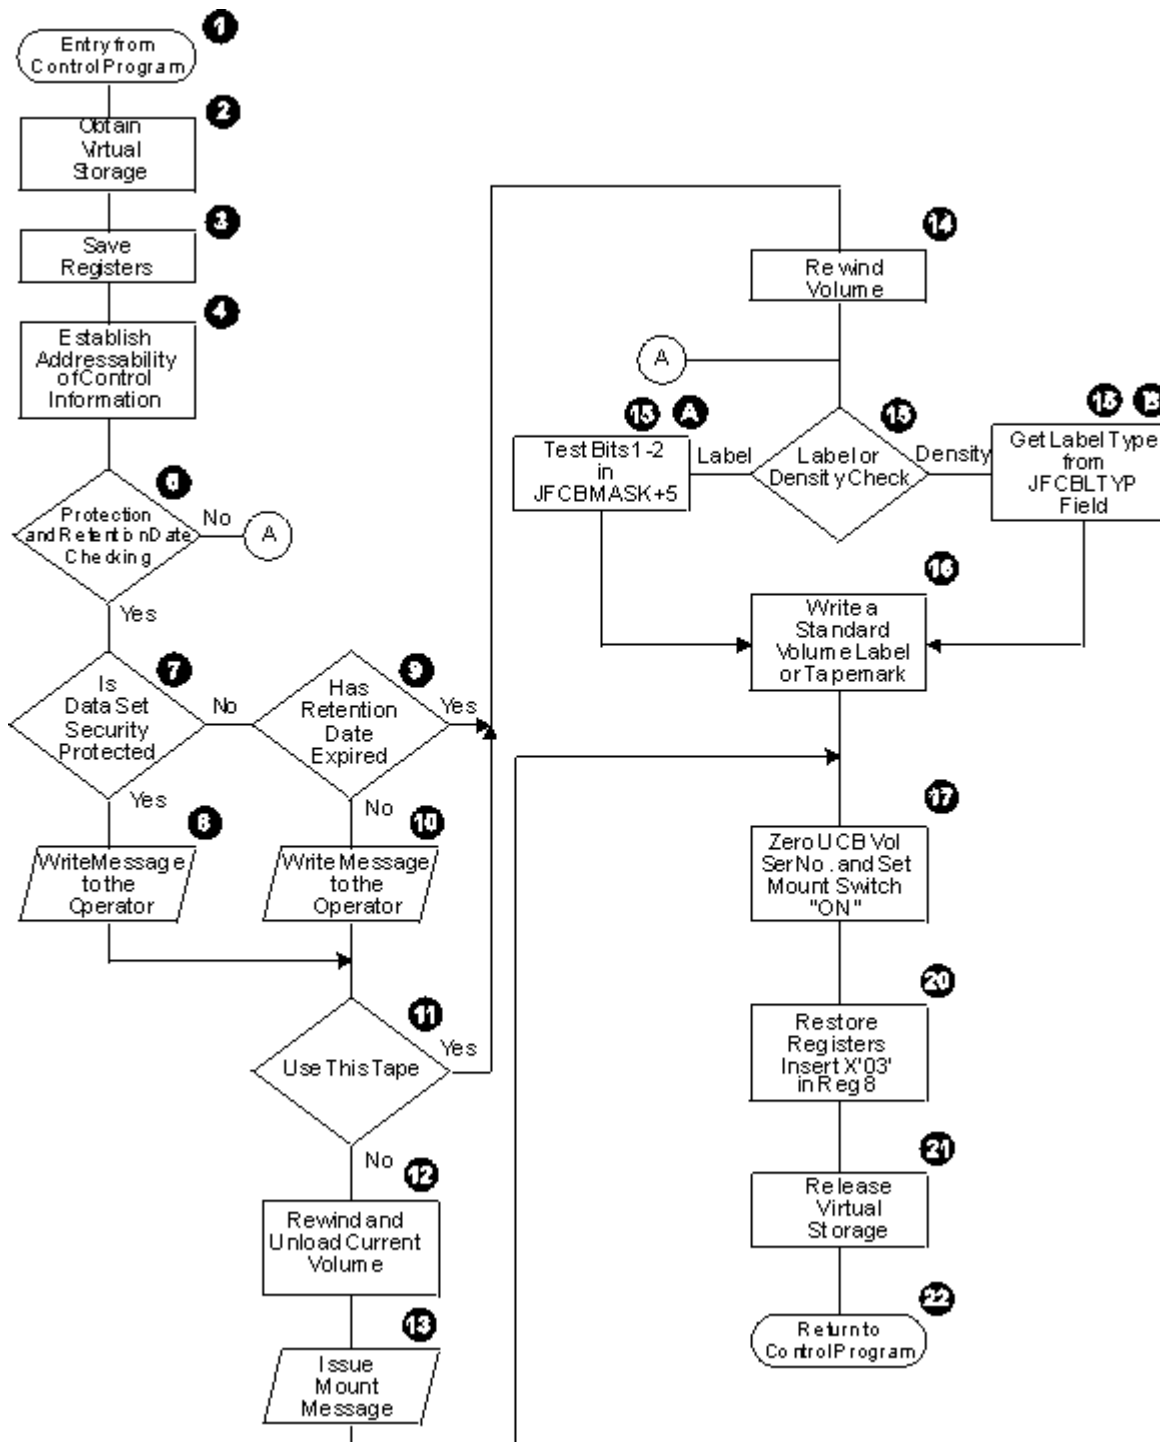 1
Entry from
Control Program
2
Obtain
Virtual
Storage
3
Save
Registers
4
Establish
Addressability
of Control
Information
Protection
and Retention Date
Checking
No
A
Yes
7
Is
Data Set
Security
Protected
No
Yes
8
Write Message
to the
Operator
9
Has
Retention
Date
Expired
Yes
No
10
Write Message
to the
Operator
11
Use This Tape
Yes
No
12
Rewind and
Unload Current
Volume
13
Issue
Mount
Message
14
Rewind
Volume
A
15 A
Test Bits 1-2
in
JFCBMASK+5
Label
15
Label or
Density Check
Density
15 B
Get Label Type
from
JFCBLTYP
Field
16
Write a
Standard
Volume Label
or Tapemark
17
Zero UCB Vol
Ser No. and Set
Mount Switch
"ON"
20
Restore
Registers
Insert X'03'
in Reg 8
21
Release
Virtual
Storage
22
Return to
Control Program